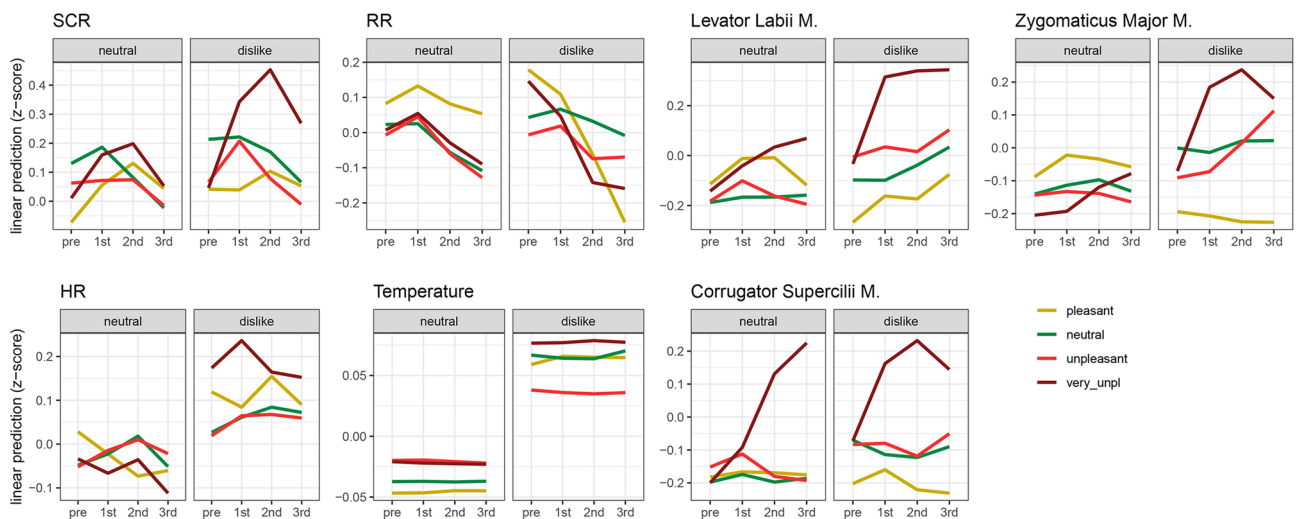 SCR
RR
Levator Labii M.
Zygomaticus Major M.
neutral dislike neutral dislike neutral dislike neutral dislike
linear prediction (z-score)
0.4
0.3
0.2
0.1
0.0
0.2
0.1
0.0
−0.1
−0.2
0.2
0.0
−0.2
0.2
0.1
0.0
−0.1
−0.2
pre 1st 2nd 3rd pre 1st 2nd 3rd pre 1st 2nd 3rd pre 1st 2nd 3rd pre 1st 2nd 3rd pre 1st 2nd 3rd pre 1st 2nd 3rd pre 1st 2nd 3rd
HR
Temperature
Corrugator Supercilii M.
neutral dislike neutral dislike neutral dislike
linear prediction (z-score)
0.2
0.1
0.0
−0.1
0.05
0.00
−0.05
0.2
0.1
0.0
−0.1
−0.2
pre 1st 2nd 3rd pre 1st 2nd 3rd pre 1st 2nd 3rd pre 1st 2nd 3rd pre 1st 2nd 3rd pre 1st 2nd 3rd
pleasant
neutral
unpleasant
very_unpl